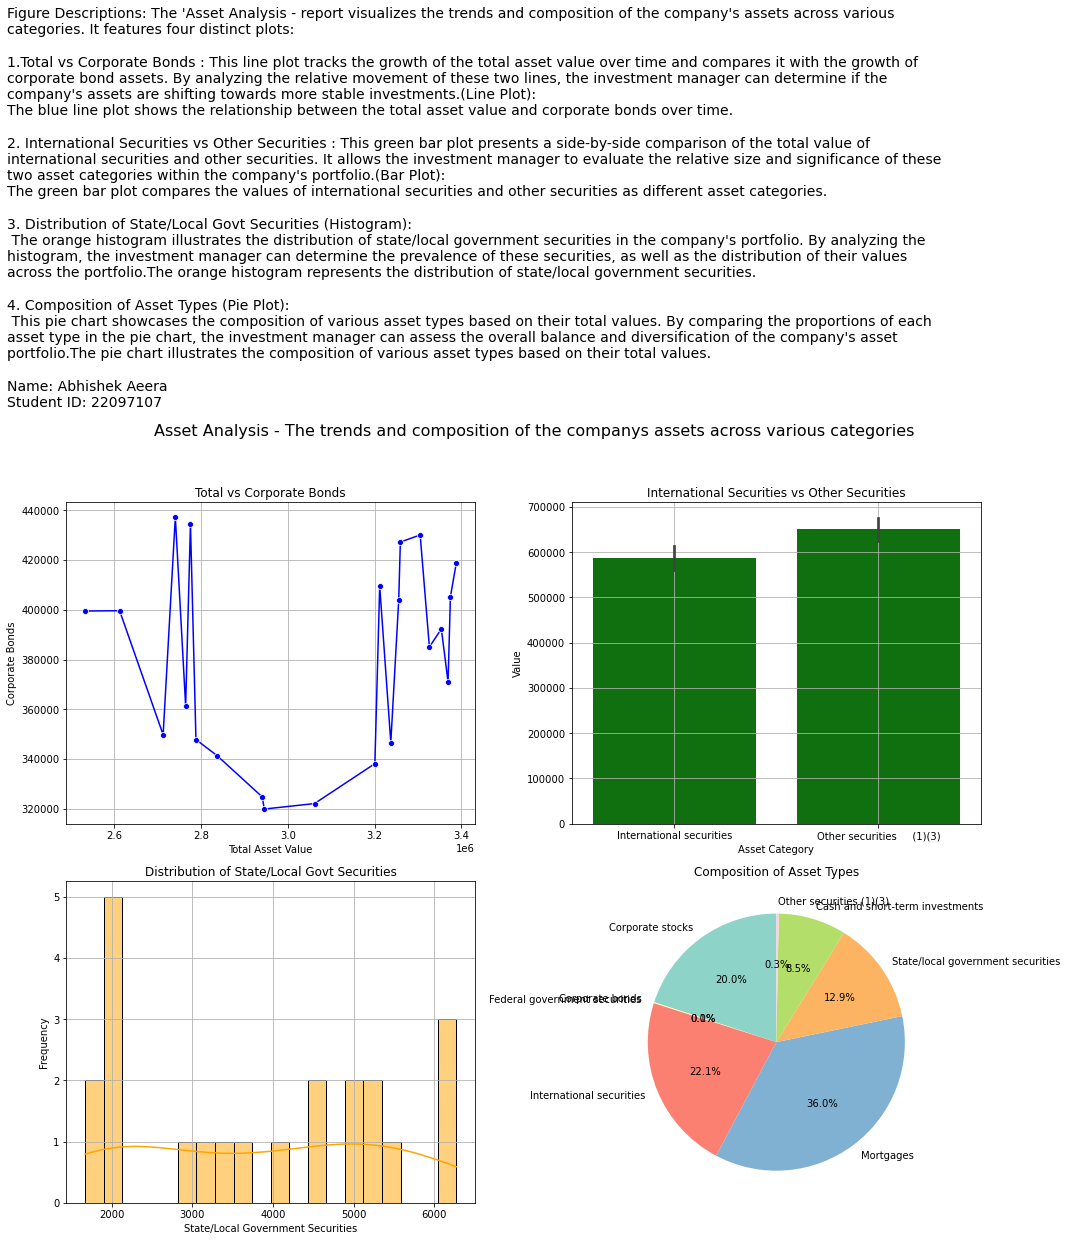 Figure Descriptions: The 'Asset Analysis - report visualizes the trends and composition of the company's assets across various
categories. It features four distinct plots:
1.Total vs Corporate Bonds : This line plot tracks the growth of the total asset value over time and compares it with the growth of
corporate bond assets. By analyzing the relative movement of these two lines, the investment manager can determine if the
company's assets are shifting towards more stable investments.(Line Plot):
The blue line plot shows the relationship between the total asset value and corporate bonds over time.
2. International Securities vs Other Securities : This green bar plot presents a side-by-side comparison of the total value of
international securities and other securities. It allows the investment manager to evaluate the relative size and significance of these
two asset categories within the company's portfolio.(Bar Plot):
The green bar plot compares the values of international securities and other securities as different asset categories.
3. Distribution of State/Local Govt Securities (Histogram):
The orange histogram illustrates the distribution of state/local government securities in the company's portfolio. By analyzing the
histogram, the investment manager can determine the prevalence of these securities, as well as the distribution of their values
across the portfolio.The orange histogram represents the distribution of state/local government securities.
4. Composition of Asset Types (Pie Plot):
This pie chart showcases the composition of various asset types based on their total values. By comparing the proportions of each
asset type in the pie chart, the investment manager can assess the overall balance and diversification of the company's asset
portfolio.The pie chart illustrates the composition of various asset types based on their total values.
Name: Abhishek Aeera
Student ID: 22097107
Asset Analysis - The trends and composition of the companys assets across various categories
Total vs Corporate Bonds
440000
420000
400000
380000
360000
340000
320000
Corporate Bonds
2.6
2.8
3.0
3.2
3.4
1e6
Total Asset Value
International Securities vs Other Securities
700000
600000
500000
400000
300000
200000
100000
0
Value
International securities
Other securities (1)(3)
Asset Category
Distribution of State/Local Govt Securities
5
4
3
2
1
0
Frequency
2000
3000
4000
5000
6000
State/Local Government Securities
Composition of Asset Types
Other securities (1)(3)
Cash and short-term investments
Corporate stocks
State/local government securities
Federal government securities
Corporate bonds
International securities
Mortgages
20.0%
0.3%
8.5%
12.9%
22.1%
36.0%